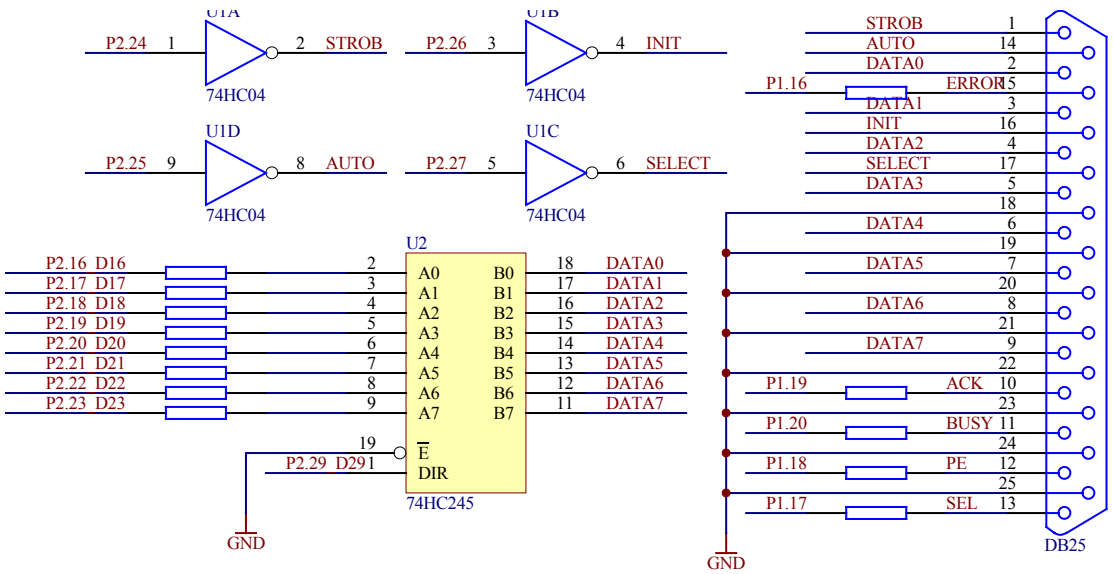 U1A
P2.24 1 2 STROB
74HC04
U1B
P2.26 3 4 INIT
74HC04
U1D
P2.25 9 8 AUTO
74HC04
U1C
P2.27 5 6 SELECT
74HC04
U2
P2.16 D16 2 A0 B0 18 DATA0
P2.17 D17 3 A1 B1 17 DATA1
P2.18 D18 4 A2 B2 16 DATA2
P2.19 D19 5 A3 B3 15 DATA3
P2.20 D20 6 A4 B4 14 DATA4
P2.21 D21 7 A5 B5 13 DATA5
P2.22 D22 8 A6 B6 12 DATA6
P2.23 D23 9 A7 B7 11 DATA7
19 E
P2.29 D29 1 DIR
74HC245
GND
STROB 1
AUTO 14
DATA0 2
P1.16 ERROR 15
DATA1 3
INIT 16
DATA2 4
SELECT 17
DATA3 5
18
DATA4 6
19
DATA5 7
20
DATA6 8
21
DATA7 9
22
P1.19 ACK 10
23
P1.20 BUSY 11
24
P1.18 PE 12
25
P1.17 SEL 13
DB25
GND